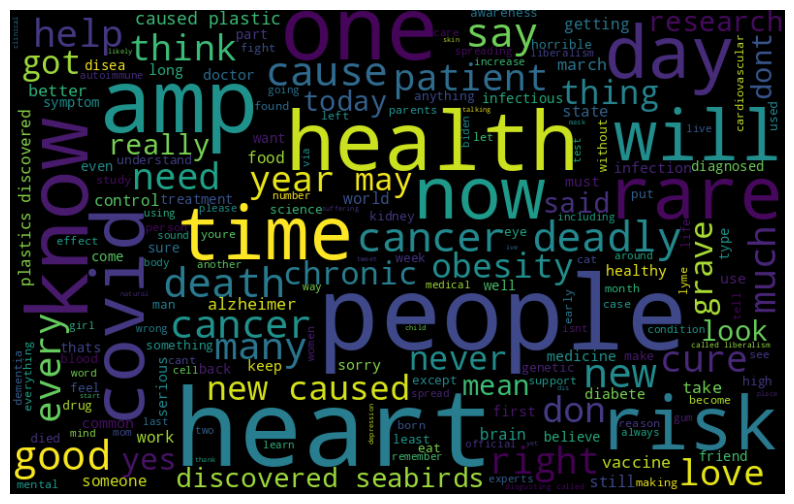 help
caused plastic
one
say
awareness
getting
day
research
got
think
cause
patient
thing
dont
amp
health
will
know
covid
really
need
today
year may
now
rare
time
said
cancer
deadly
death
chronic
obesity
grave
much
people
many
cancer
alzheimer
never
new
look
cure
every
new caused
mean
don
risk
heart
good
yes
discovered seabirds
right
love
vaccine
plastics discovered
disea
better
symptom
long
doctor
part
fight
horrible
spreading
liberalism
increase
care
skin
clinical
likely
autoimmune
going
found
infectious
march
anything
parents
talking
state
left
biden
let
test
via
live
without
cardiovascular
used
infection
diagnosed
must
put
want
food
even
understand
study
control
treatment
using
please
number
science
world
kidney
eye
including
life
person
effect
come
sound
youre
sure
body
another
suffering
week
cat
around
type
way
medical
well
early
month
healthy
lyme
use
tell
man
natural
tweet
live
case
girl
wrong
something
women
child
isnt
condition
called liberalism
thats
cant
keep
sorry
medicine
make
see
blood
cell
back
genetic
dementia
everything
word
feel
serious
except
support
diabete
take
high
drug
spread
become
start
common
first
reason
gum
died
last
born
mind
mom
work
two
depression
least
brain
believe
always
friend
learn
remember
eat
official
yet
thank
someone
experts
still
making
mental
disgusting called
place